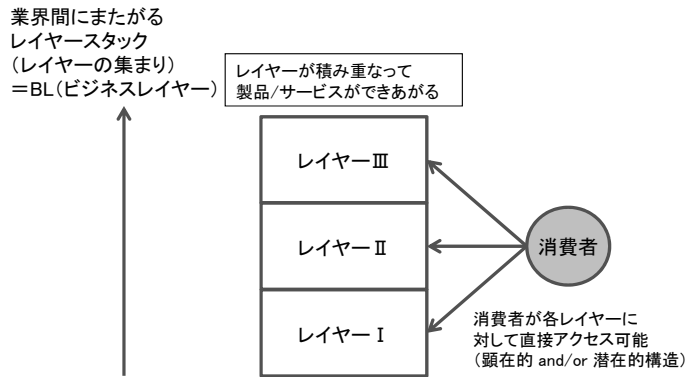 業界間にまたがる
レイヤースタック
(レイヤーの集まり)
＝BL(ビジネスレイヤー)
レイヤーが積み重なって
製品/サービスができあがる
レイヤーⅢ
レイヤーⅡ
レイヤーⅠ
消費者
消費者が各レイヤーに
対して直接アクセス可能
(顕在的 and/or 潜在的構造)